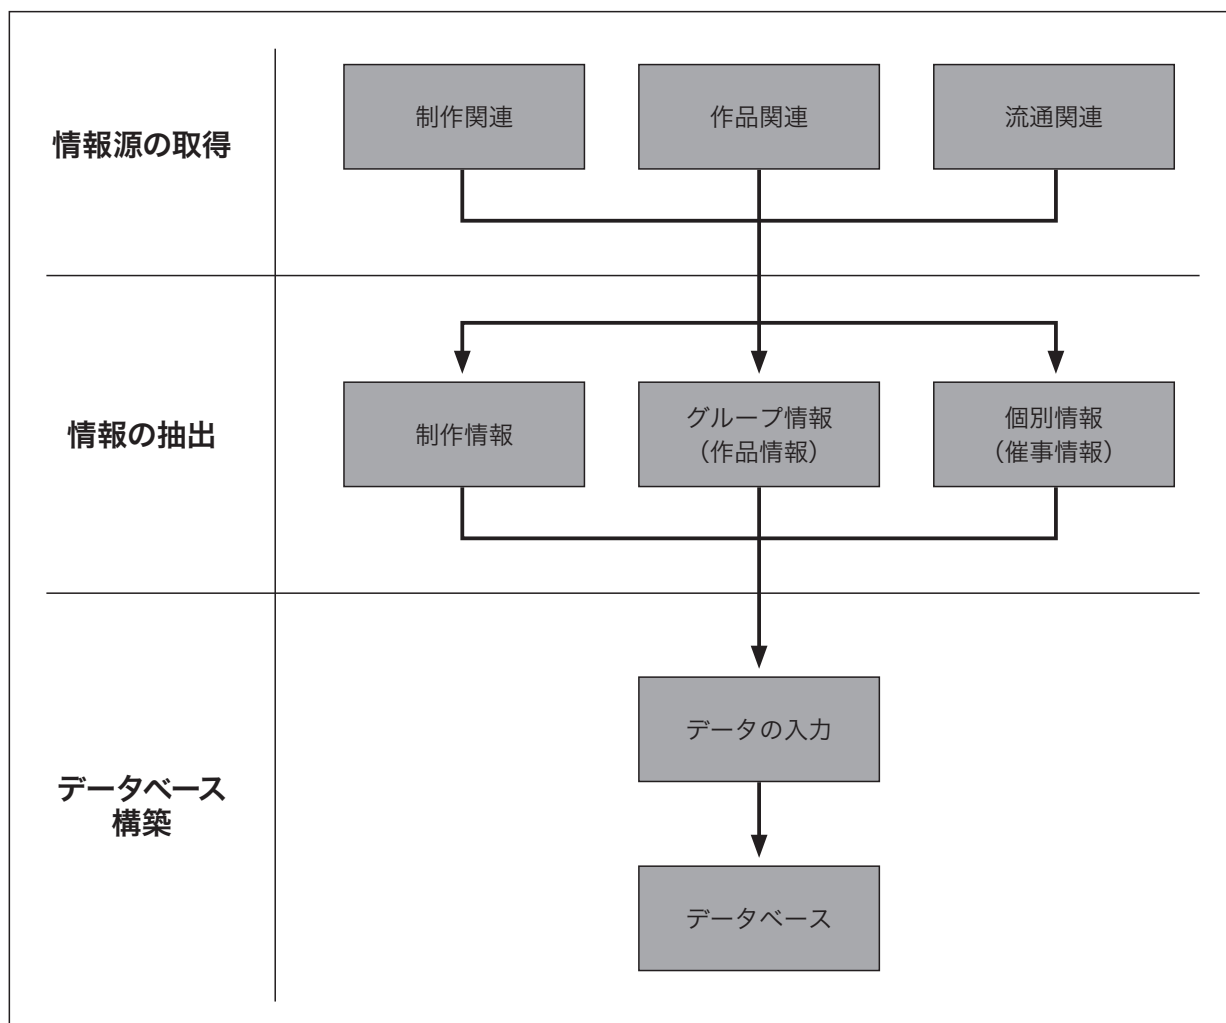 情報源の取得
制作関連
作品関連
流通関連
情報の抽出
制作情報
グループ情報
（作品情報）
個別情報
（催事情報）
データベース
構築
データの入力
データベース